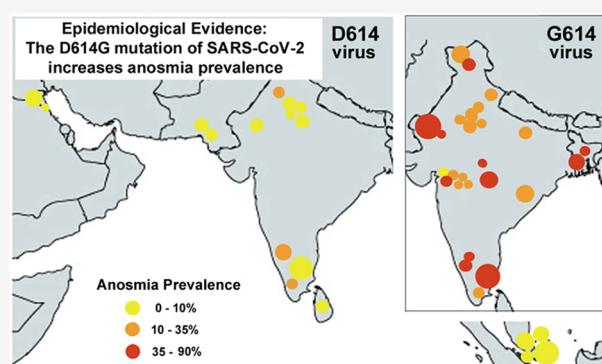 Epidemiological Evidence:
The D614G mutation of SARS-CoV-2
increases anosmia prevalence
D614
virus
G614
virus
Anosmia Prevalence
0 - 10%
10 - 35%
35 - 90%